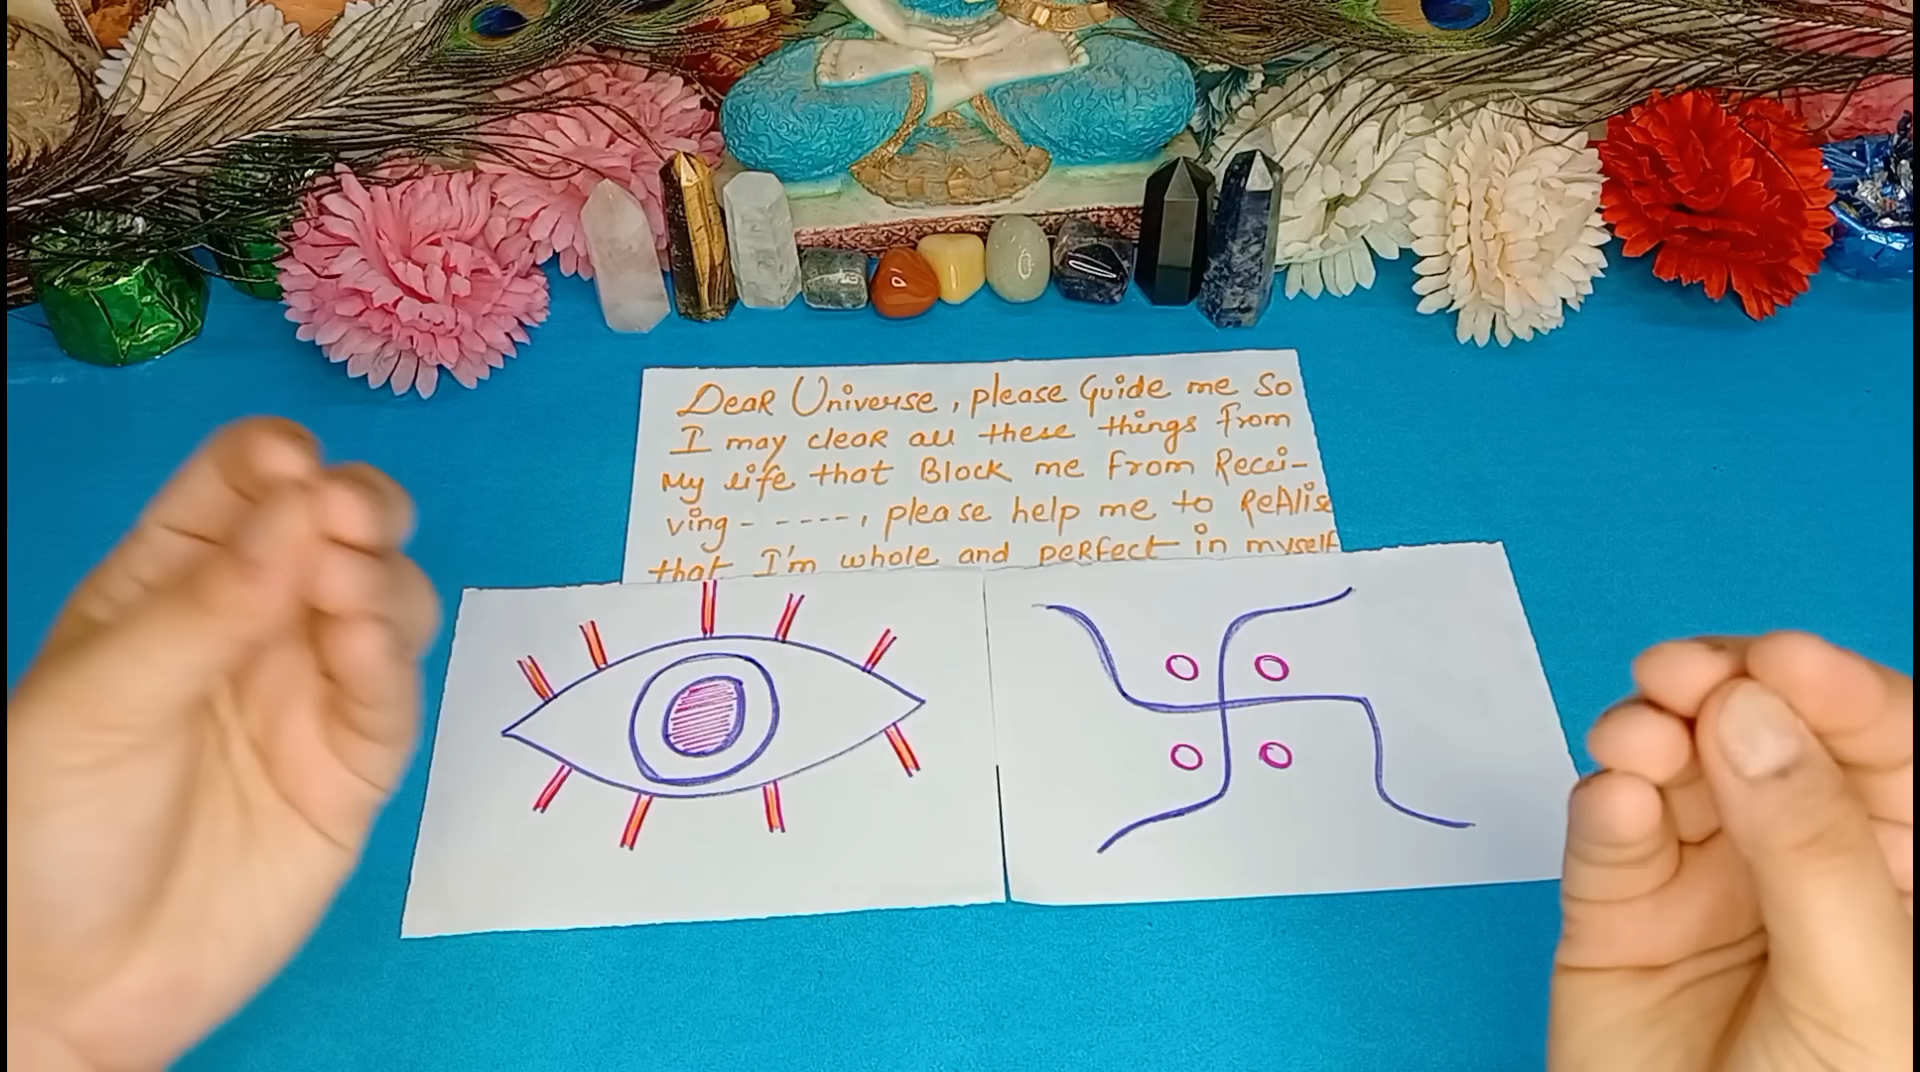 Dear Universe, please Guide me So
I may clear all these things from
My life that Block me from Recei-
ving - ----, please help me to ReAlise
that I'm whole and perfect in myself